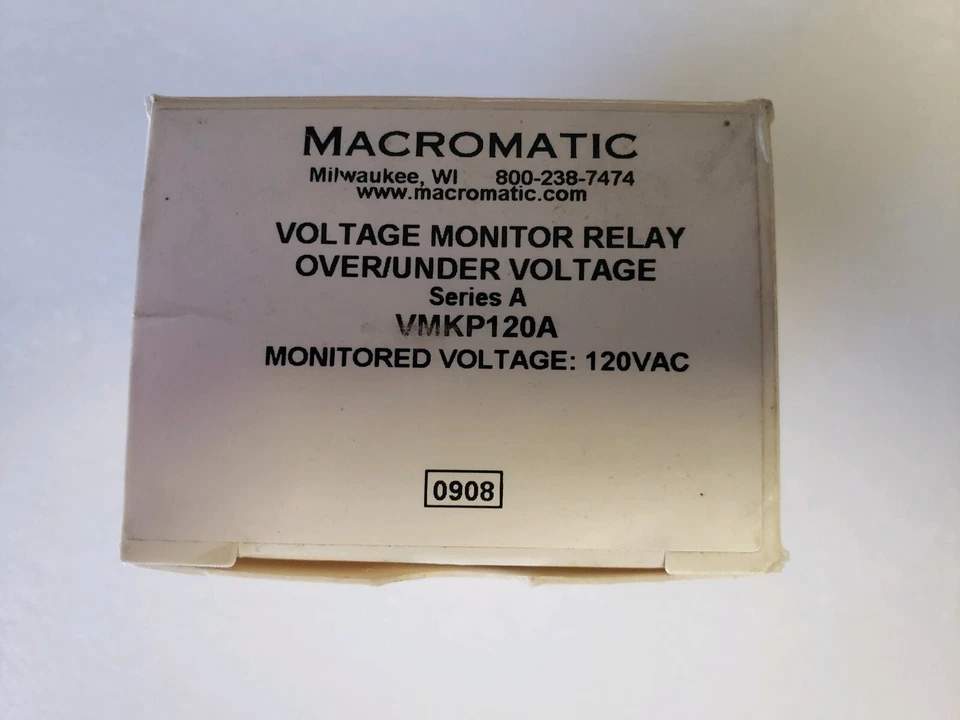 MACROMATIC
Milwaukee, WI 800-238-7474
www.macromatic.com
VOLTAGE MONITOR RELAY
OVER/UNDER VOLTAGE
Series A
VMKP120A
MONITORED VOLTAGE: 120VAC
0908